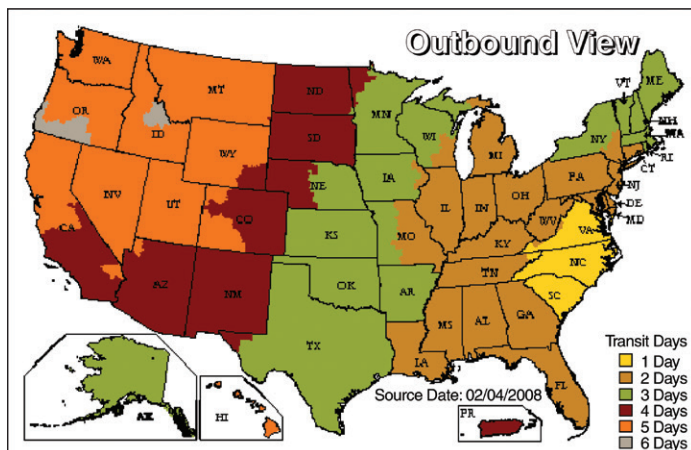 Outbound View
WA
MT
ND
MN
VT
ME
OR
ID
SD
WI
NH
MA
NY
WY
MI
RI
CT
NE
IA
PA
NJ
NV
UT
CO
IL
IN
OH
DE
MD
CA
KS
MO
WV
VA
KY
NC
TN
AZ
NM
OK
AR
SC
MS
AL
GA
TX
LA
FL
AK
HI
PR
Source Date: 02/04/2008
Transit Days
1 Day
2 Days
3 Days
4 Days
5 Days
6 Days